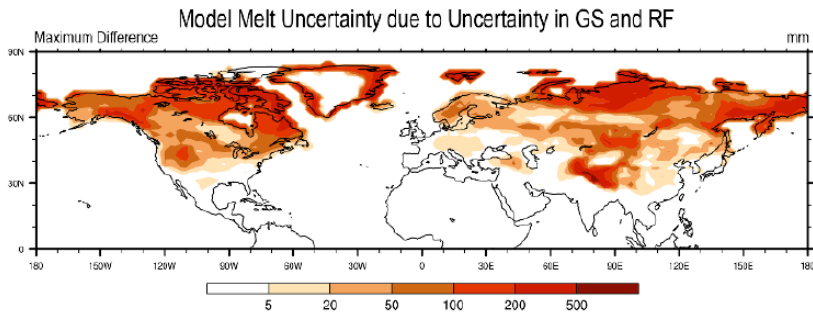 Model Melt Uncertainty due to Uncertainty in GS and RF
Maximum Difference mm
90N
60N
30N
0
180 150W 120W 90W 60W 30W 0 30E 60E 90E 120E 150E 180
5 20 50 100 200 500